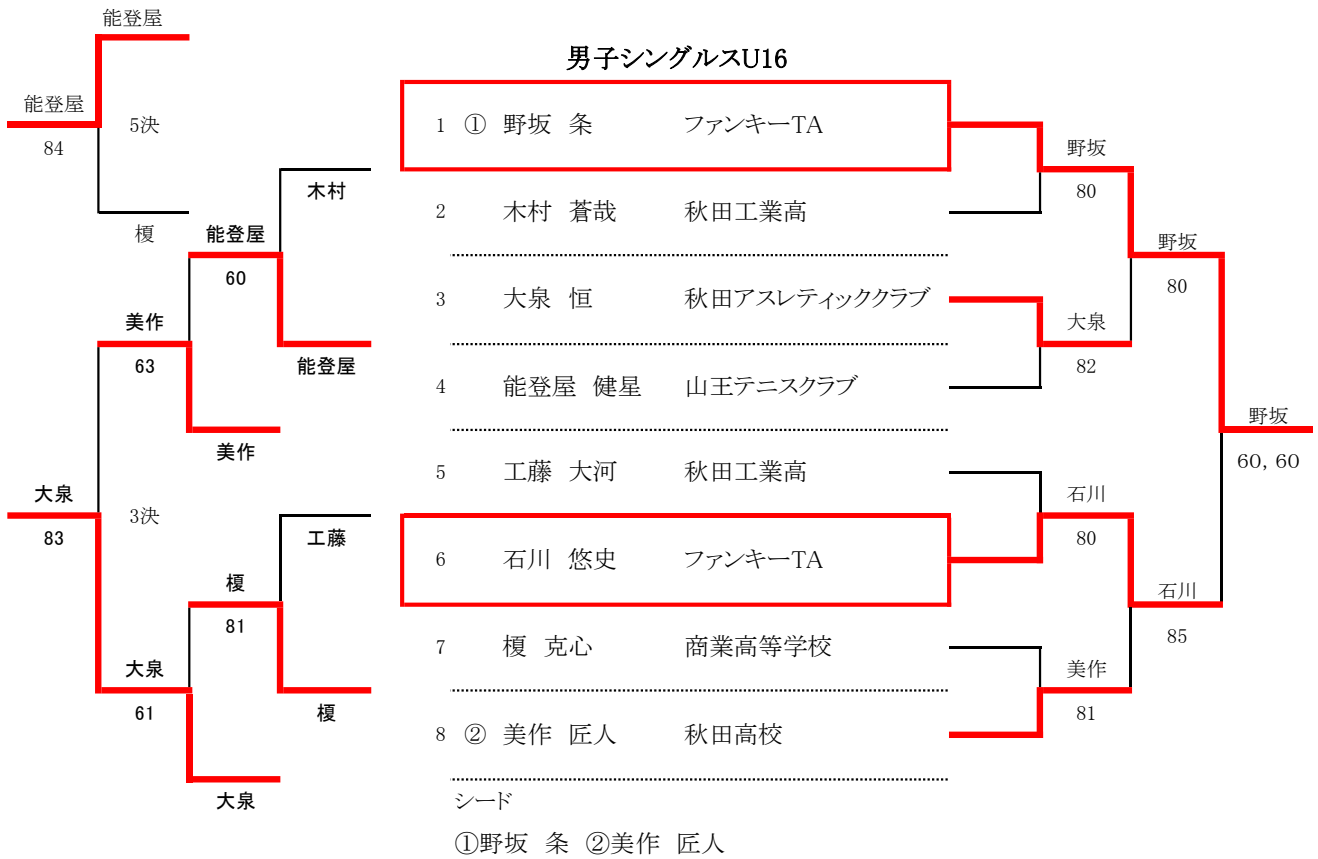 男子シングルスU16
能登屋
能登屋
84
5決
榎
木村
能登屋
60
能登屋
美作
63
美作
大泉
83
3決
工藤
榎
81
榎
大泉
61
大泉
1 ① 野坂 条 ファンキーTA
2 木村 蒼哉 秋田工業高
3 大泉 恒 秋田アスレティッククラブ
4 能登屋 健星 山王テニスクラブ
5 工藤 大河 秋田工業高
6 石川 悠史 ファンキーTA
7 榎 克心 商業高等学校
8 ② 美作 匠人 秋田高校
シード
①野坂 条 ②美作 匠人
野坂
80
大泉
82
野坂
80
石川
80
美作
81
石川
85
野坂
60, 60